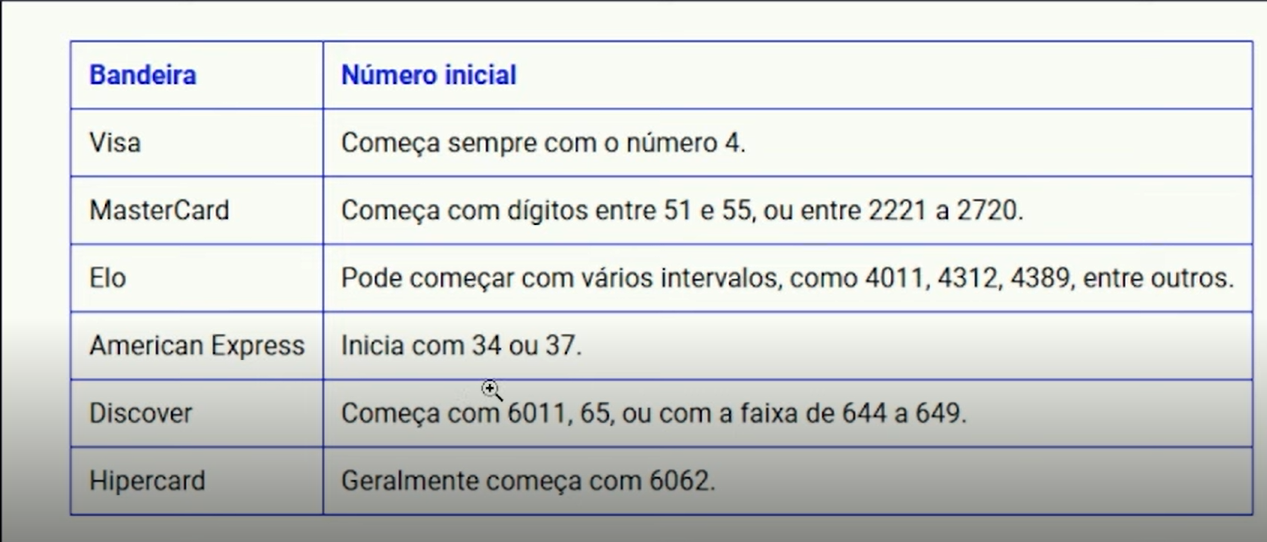 Bandeira Número inicial
Visa Começa sempre com o número 4.
MasterCard Começa com dígitos entre 51 e 55, ou entre 2221 a 2720.
Elo Pode começar com vários intervalos, como 4011, 4312, 4389, entre outros.
American Express Inicia com 34 ou 37.
Discover Começa com 6011, 65, ou com a faixa de 644 a 649.
Hipercard Geralmente começa com 6062.